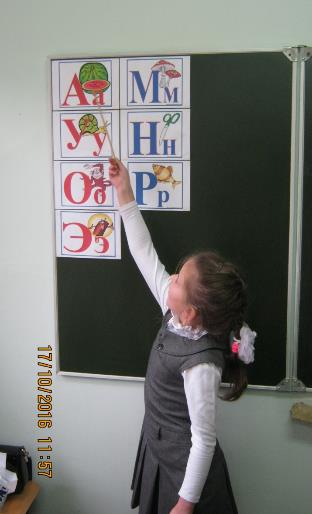 Аа Мм
Уу Нн
Оо Рр
Ээ
17/10/2016 11:57